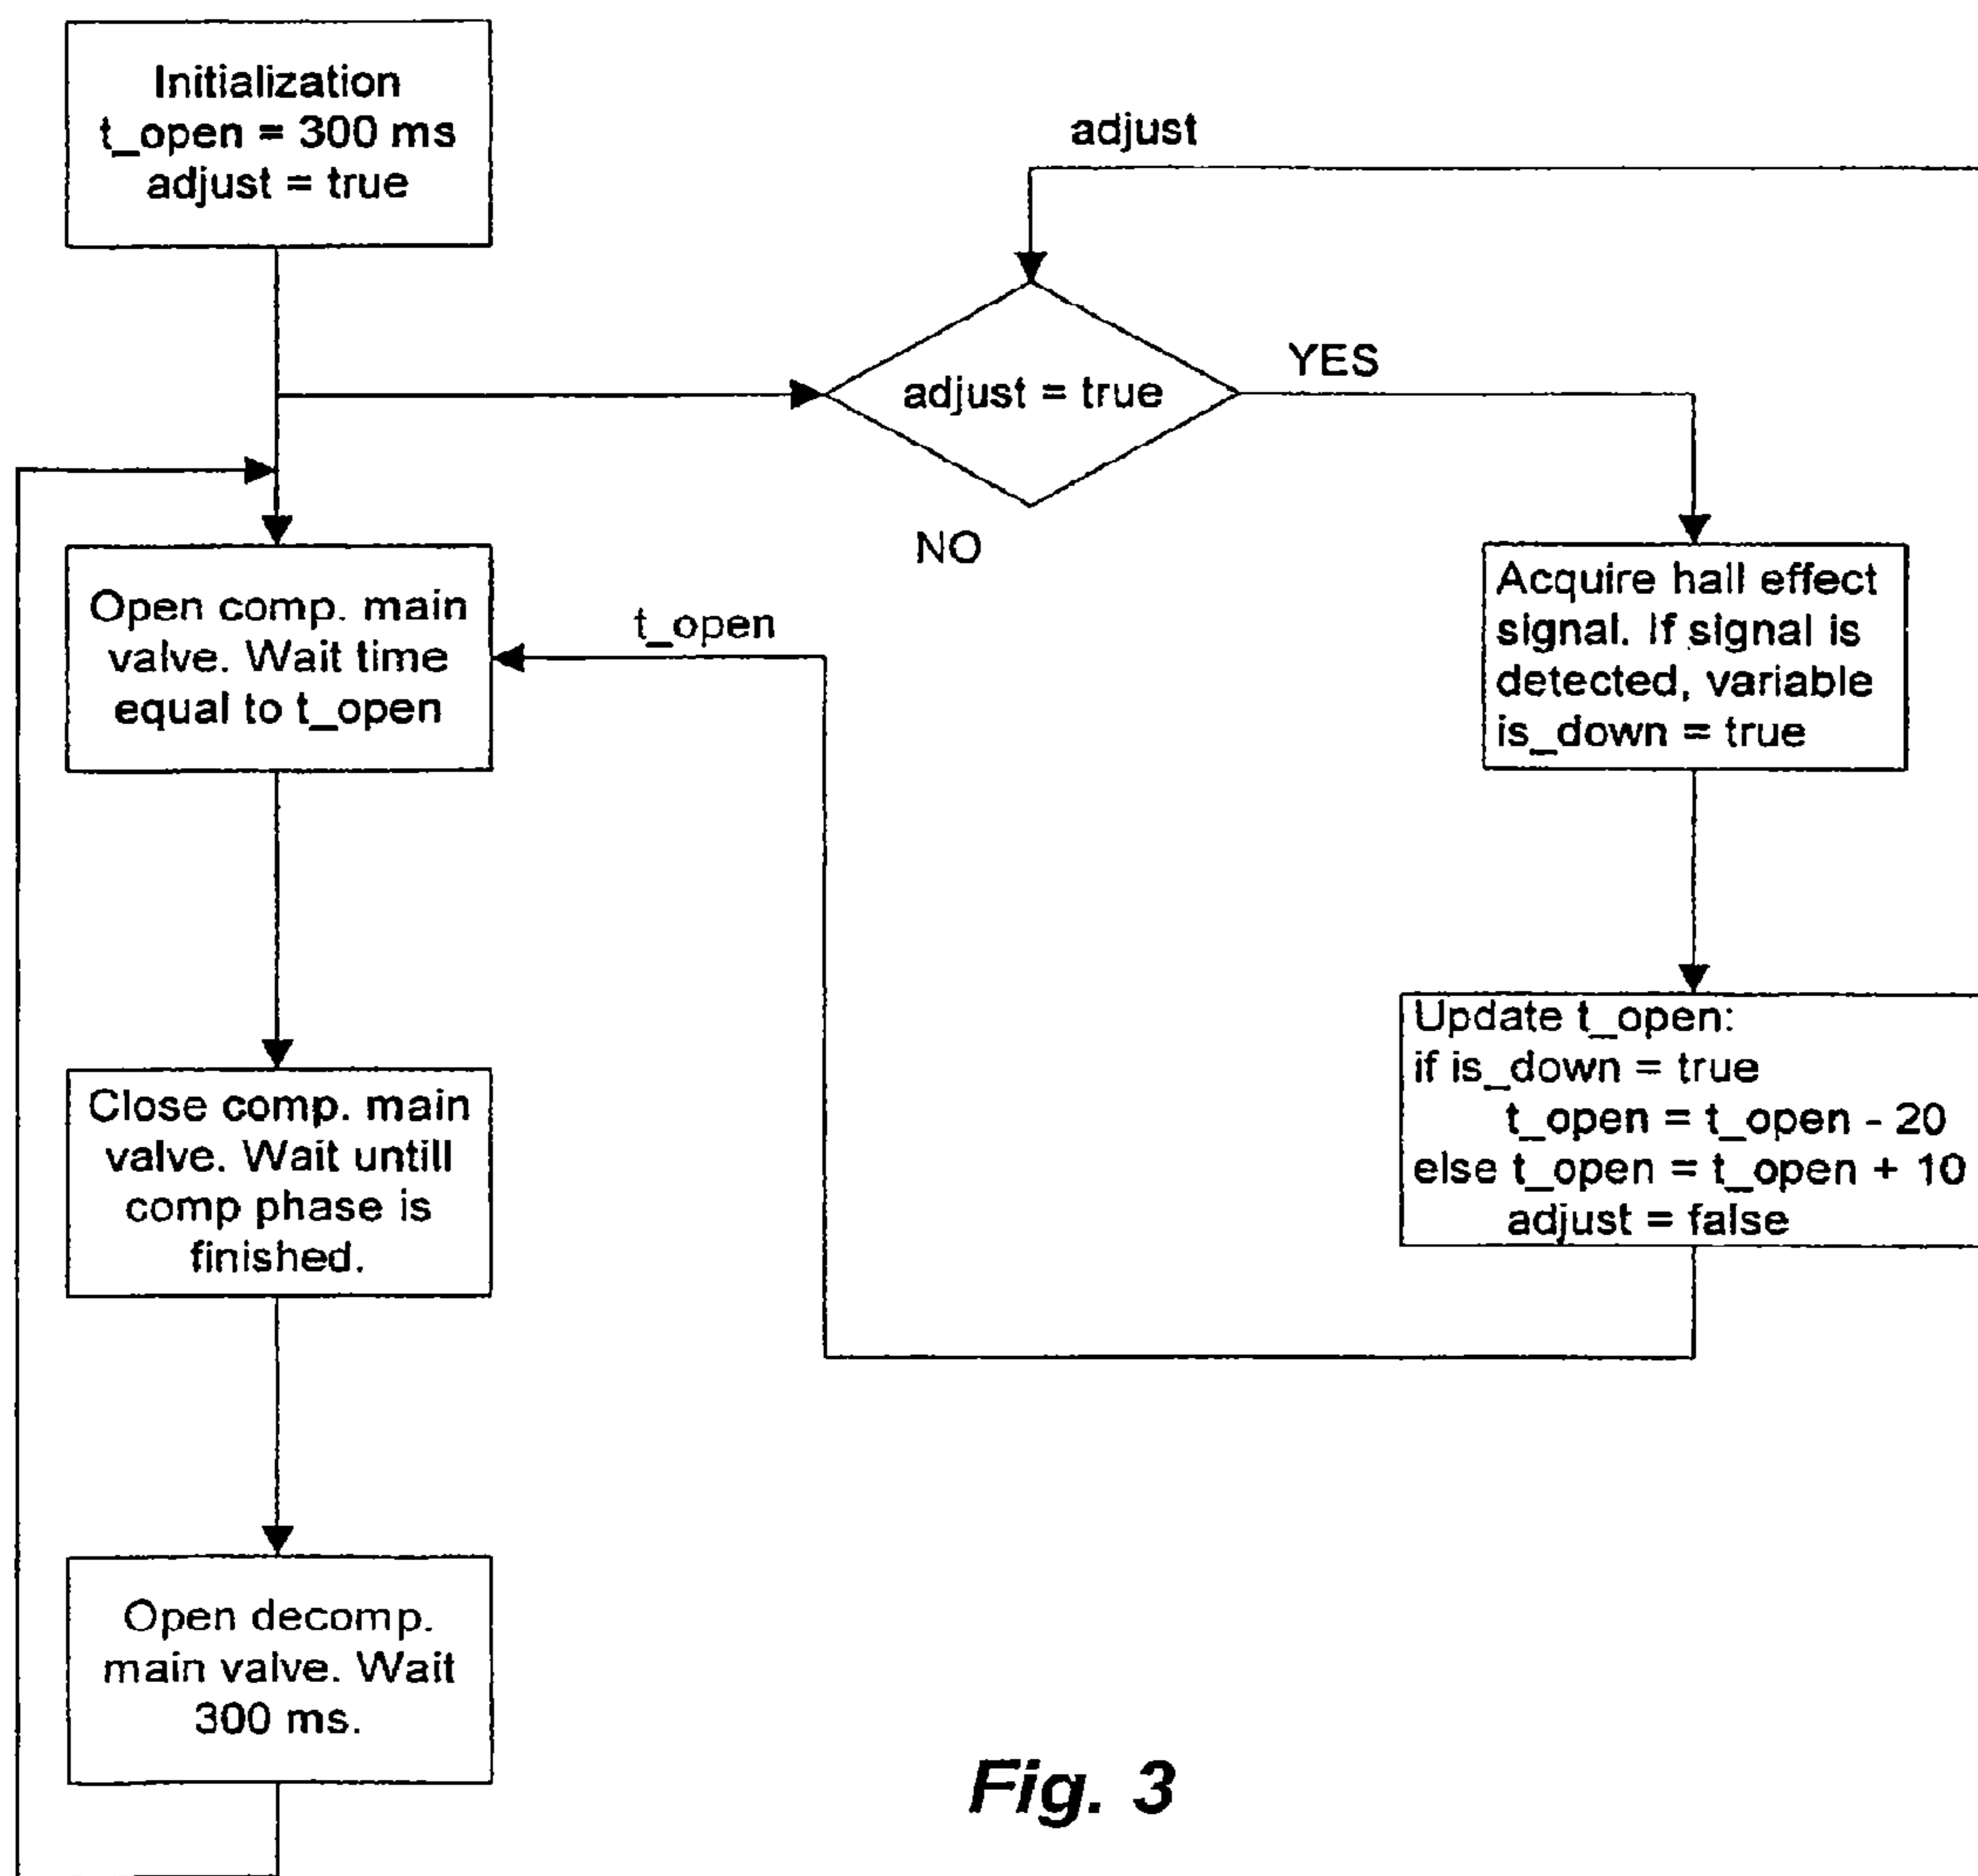 Initialization
t_open = 300 ms
adjust = true
adjust
adjust = true
YES
NO
Open comp. main
valve. Wait time
equal to t_open
t_open
Acquire hall effect
signal. If signal is
detected, variable
is_down = true
Close comp. main
valve. Wait untill
comp phase is
finished.
Update t_open:
if is_down = true
t_open = t_open - 20
else t_open = t_open + 10
adjust = false
Open decomp.
main valve. Wait
300 ms.
Fig. 3